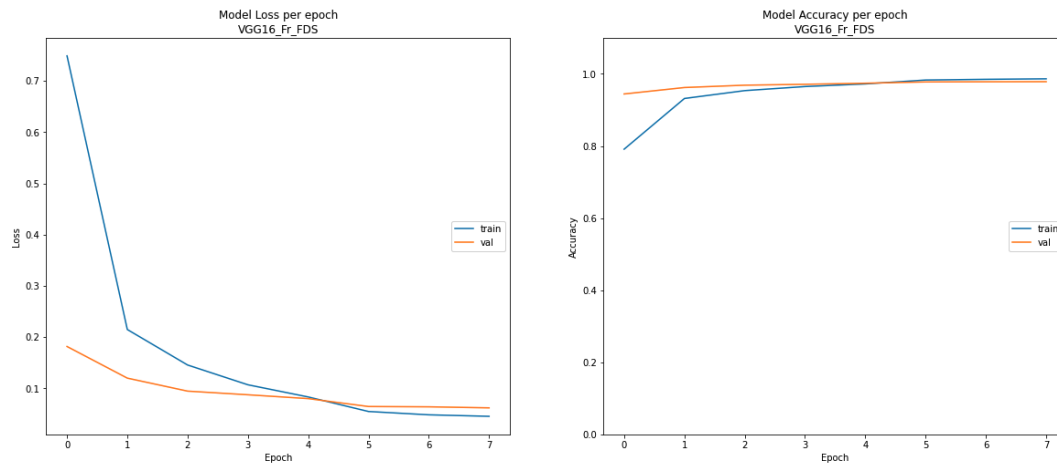 Model Loss per epoch
VGG16_Fr_FDS
0.7
0.6
0.5
0.4
0.3
0.2
0.1
Loss
train
val
0 1 2 3 4 5 6 7
Epoch
Model Accuracy per epoch
VGG16_Fr_FDS
1.0
0.8
0.6
0.4
0.2
0.0
Accuracy
train
val
0 1 2 3 4 5 6 7
Epoch